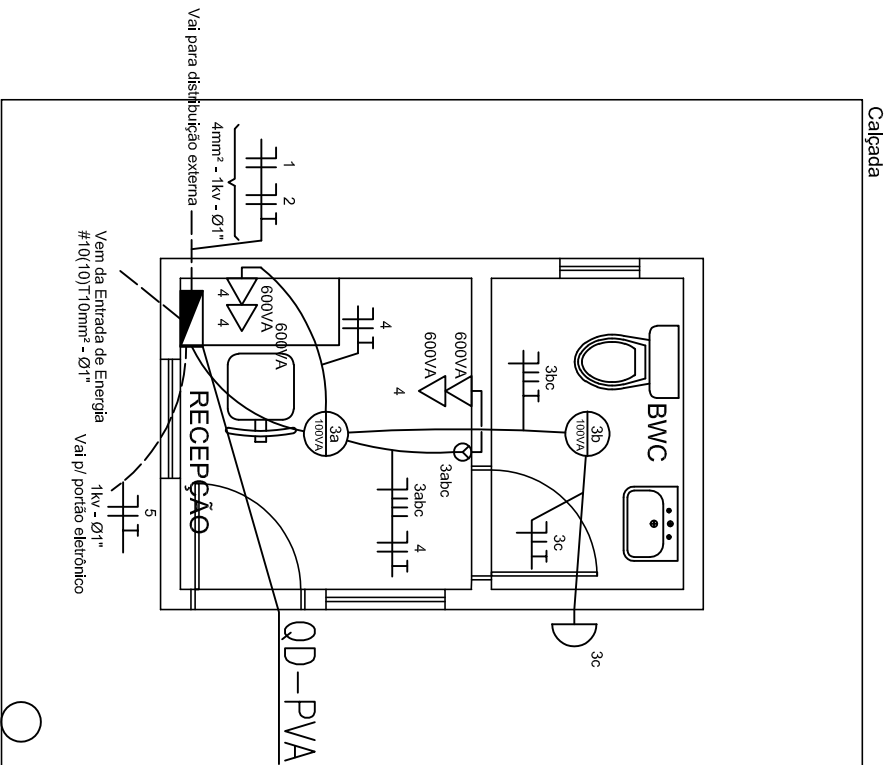 Calçada
Vai para distribuição externa
1
2
4mm² - 1kv - Ø1"
Vem da Entrada de Energia
#10(10)T10mm² - Ø1"
4
4
600VA
600VA
4
600VA
600VA
4
3bc
BWC
3b
100VA
3a
100VA
3abc
3abc
4
3c
3c
RECEPÇÃO
5
1kv - Ø1"
Vai p/ portão eletrônico
QD-PVA